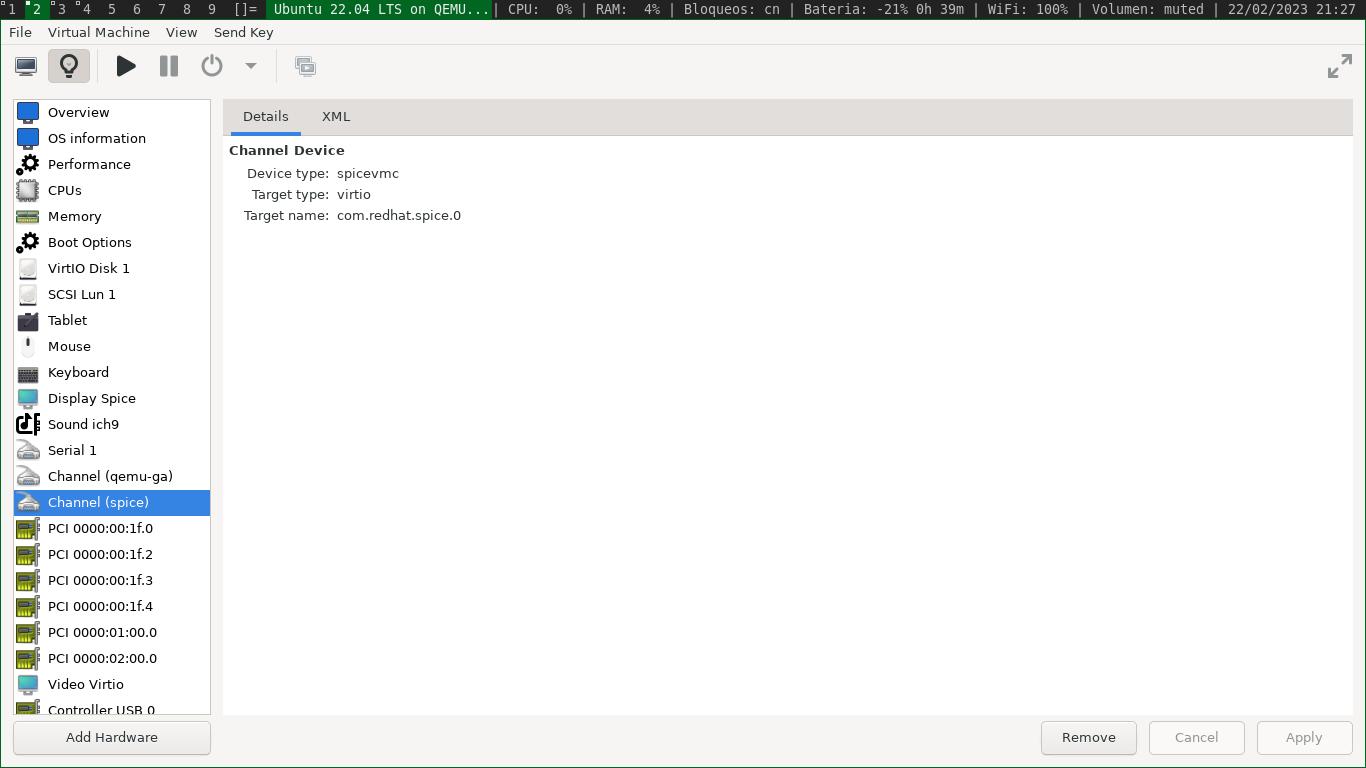 1 2 3 4 5 6 7 8 9 []= Ubuntu 22.04 LTS on QEMU... | CPU: 0% | RAM: 4% | Bloqueos: cn | Bateria: -21% 0h 39m | WiFi: 100% | Volumen: muted | 22/02/2023 21:27
File Virtual Machine View Send Key
Overview
OS information
Performance
CPUs
Memory
Boot Options
VirtIO Disk 1
SCSI Lun 1
Tablet
Mouse
Keyboard
Display Spice
Sound ich9
Serial 1
Channel (qemu-ga)
Channel (spice)
PCI 0000:00:1f.0
PCI 0000:00:1f.2
PCI 0000:00:1f.3
PCI 0000:00:1f.4
PCI 0000:01:00.0
PCI 0000:02:00.0
Video Virtio
Controller USB 0
Add Hardware
Details XML
Channel Device
Device type: spicevmc
Target type: virtio
Target name: com.redhat.spice.0
Remove Cancel Apply